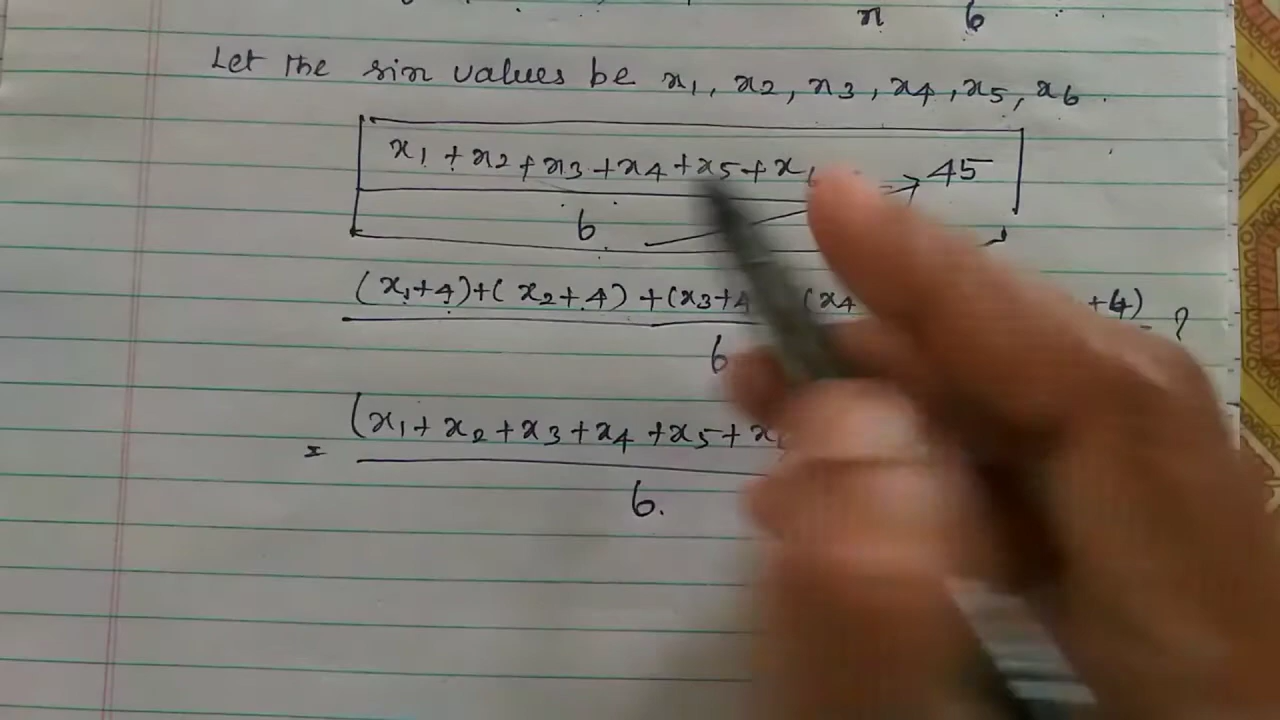 n 6
Let the six values be x1, x2, x3, x4, x5, x6.
x1 + x2 + x3 + x4 + x5 + x 45
6
(x1+4)+(x2+4)+(x3+4 (x4 +4) ?
6
= (x1 + x2 + x3 + x4 + x5 + x
6.